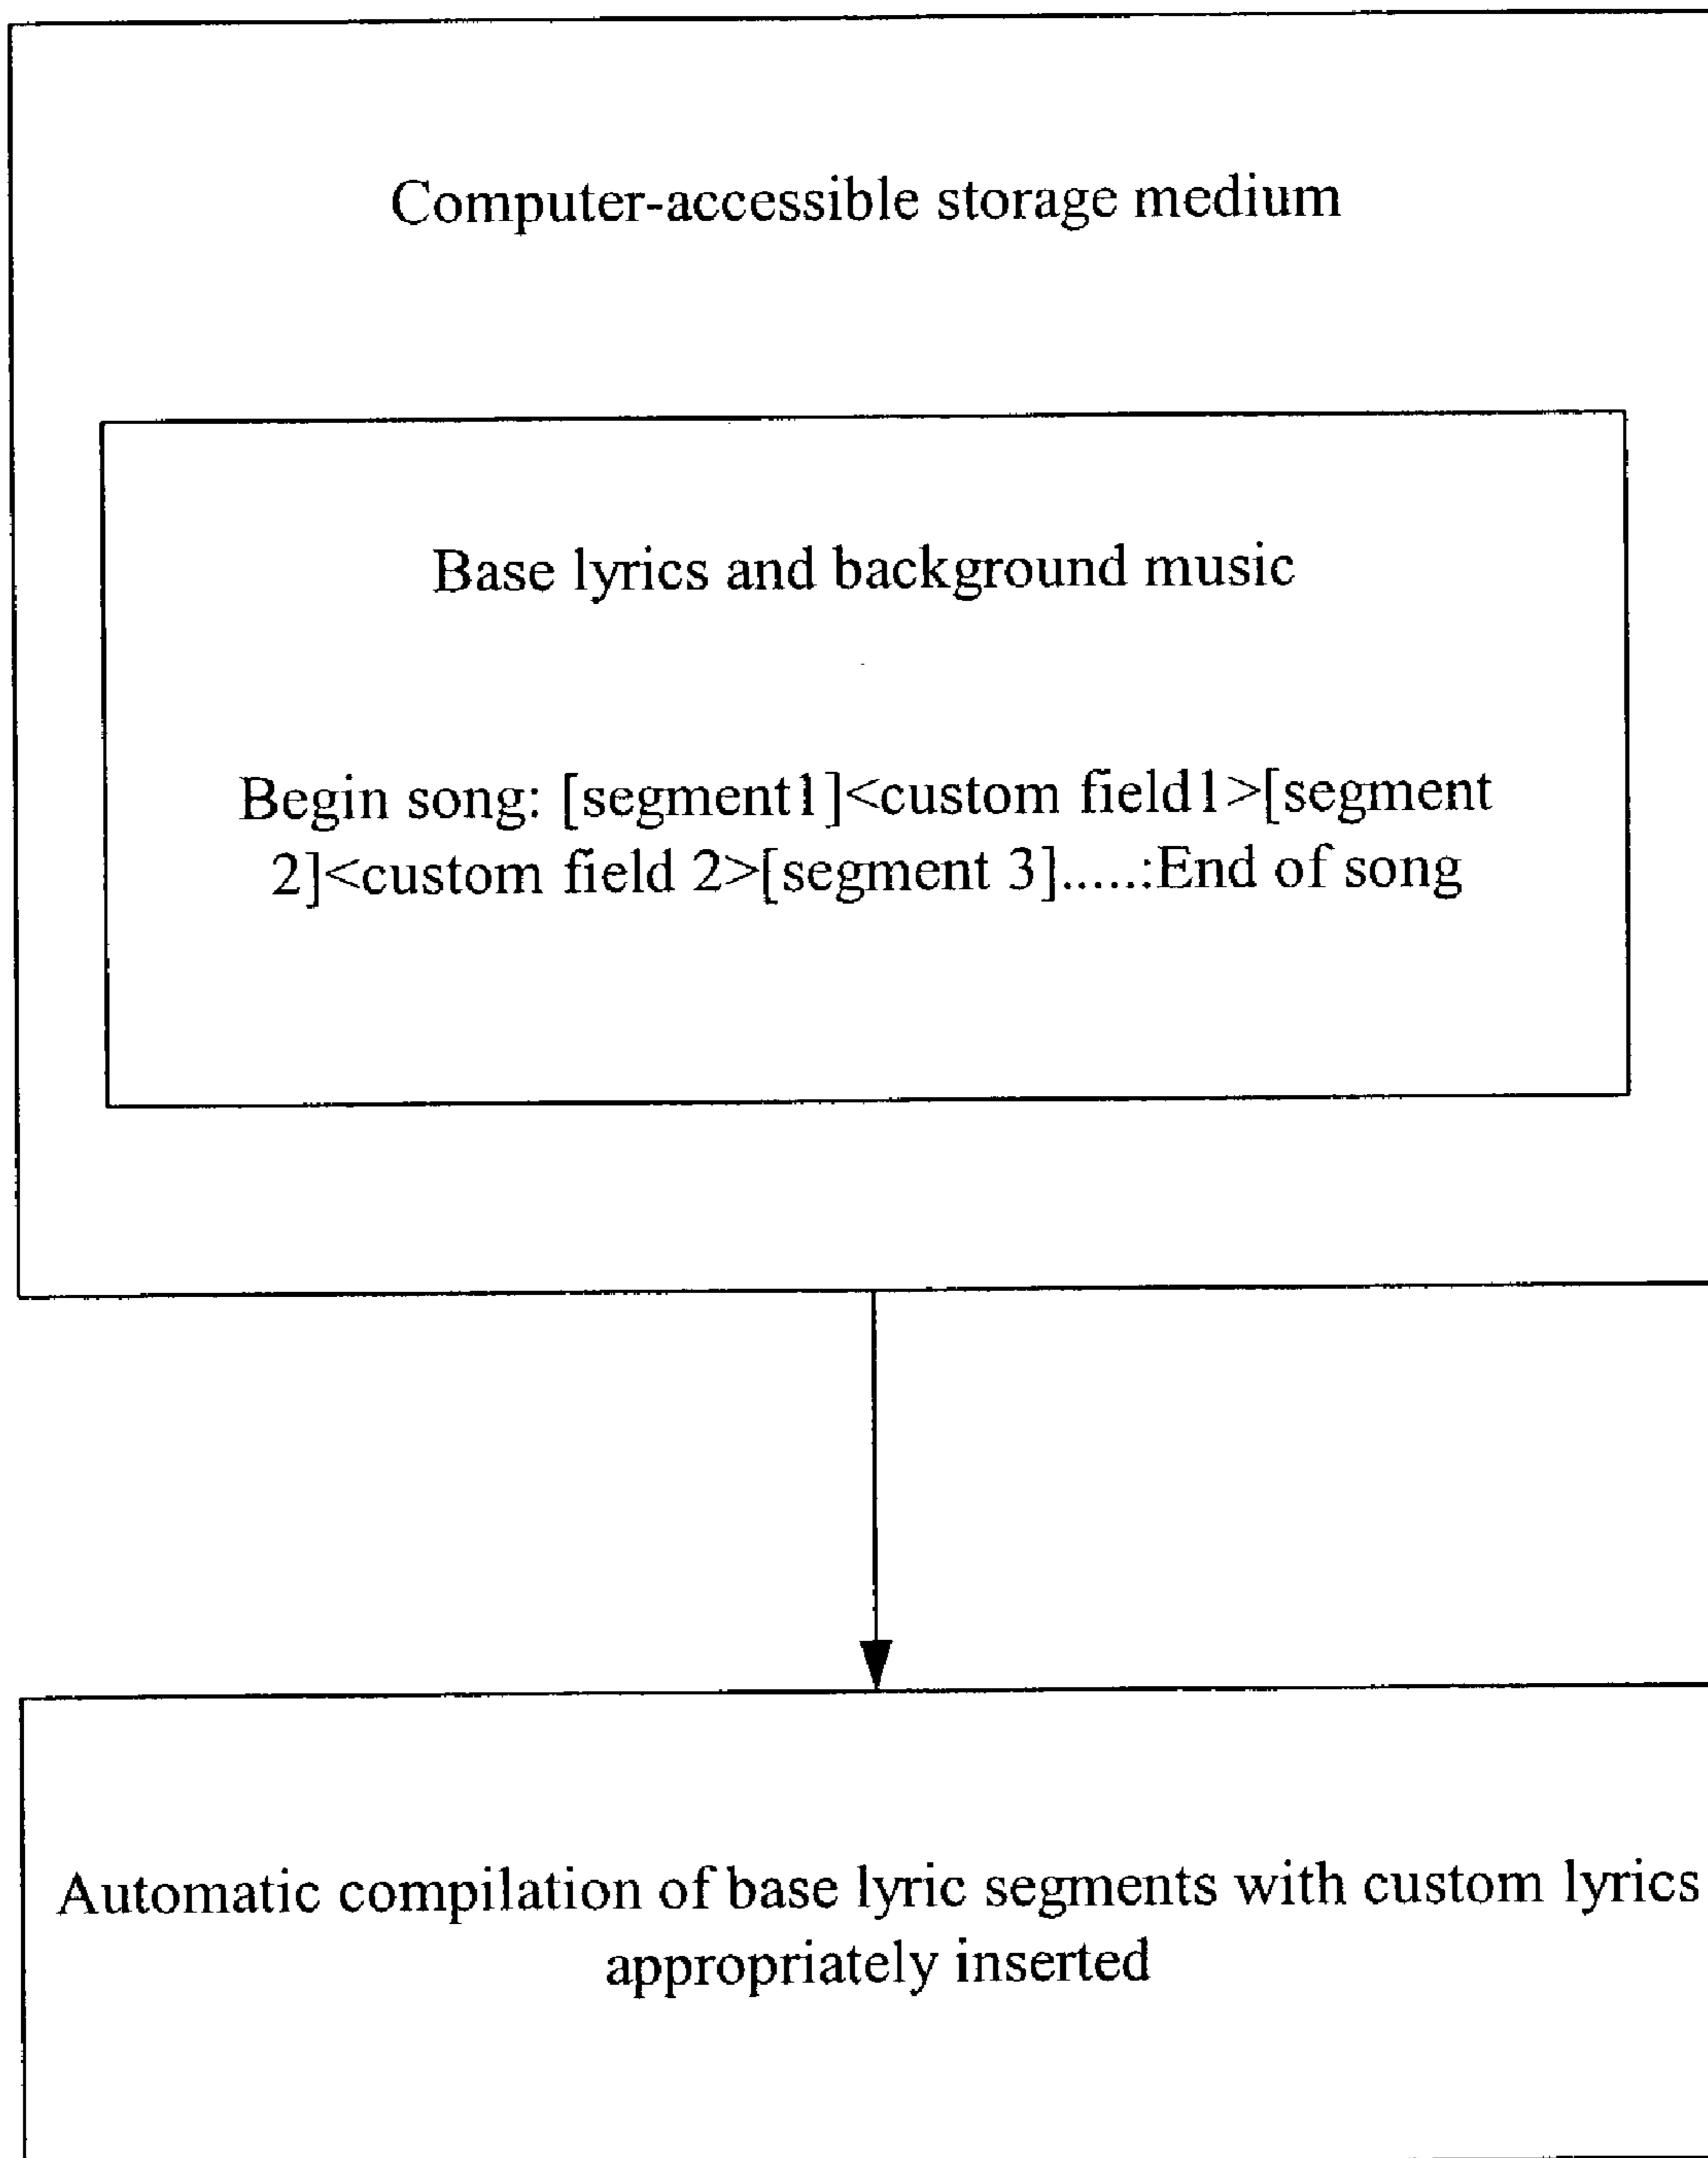 Computer-accessible storage medium
Base lyrics and background music
Begin song: [segment1]<custom field1>[segment
2]<custom field 2>[segment 3].....:End of song
Automatic compilation of base lyric segments with custom lyrics
appropriately inserted